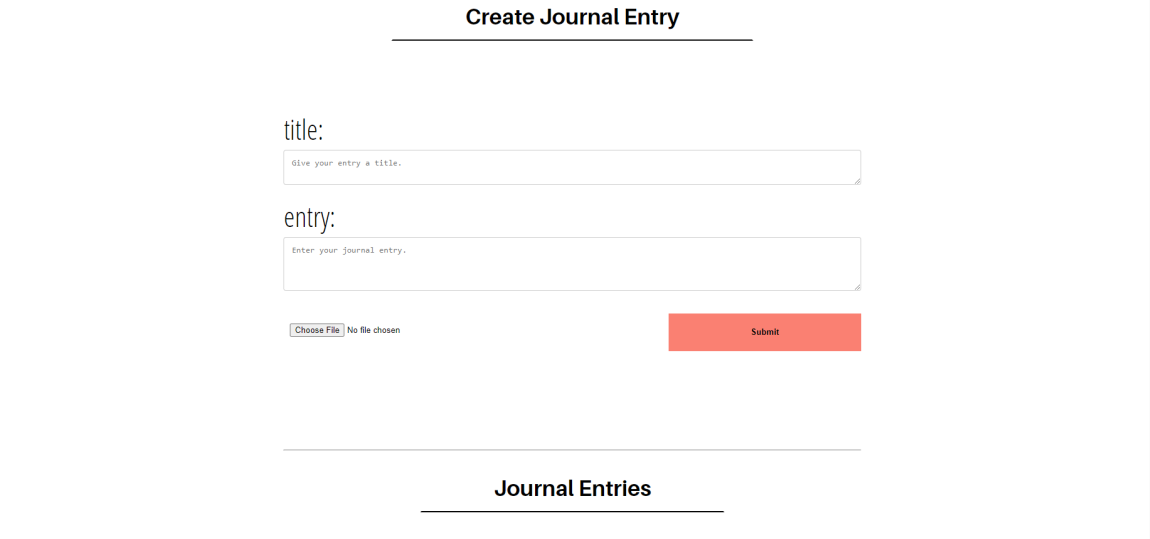 Create Journal Entry
title:
Give your entry a title.
entry:
Enter your journal entry.
Choose File No file chosen
Submit
Journal Entries